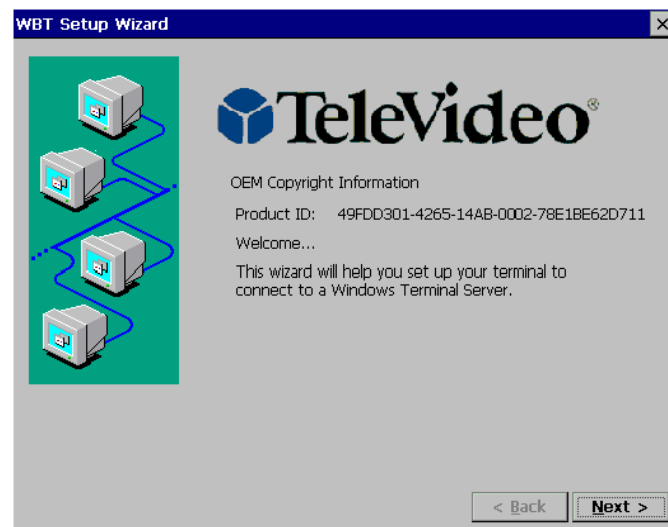 WBT Setup Wizard
TeleVideo®
OEM Copyright Information
Product ID: 49FDD301-4265-14AB-0002-78E1BE62D711
Welcome...
This wizard will help you set up your terminal to
connect to a Windows Terminal Server.
< Back Next >